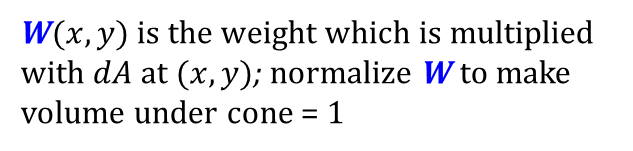 W(x, y) is the weight which is multiplied
with dA at (x, y); normalize W to make
volume under cone = 1